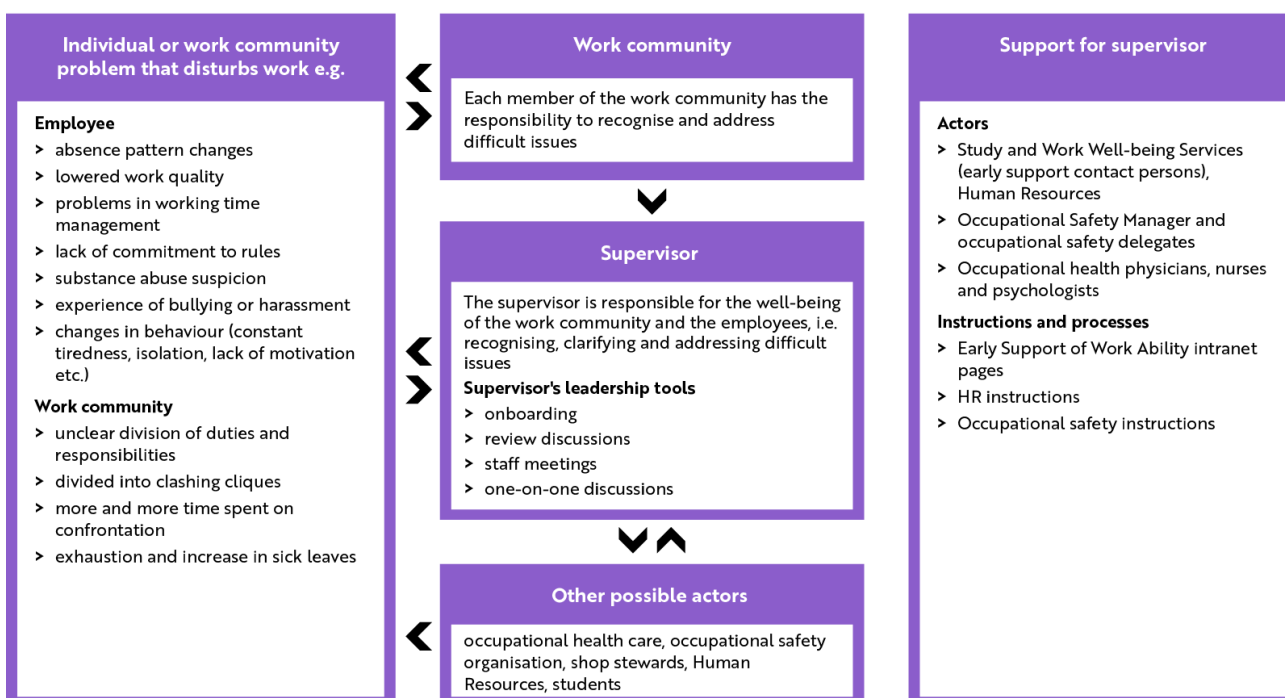 Individual or work community
problem that disturbs work e.g.
Employee
> absence pattern changes
> lowered work quality
> problems in working time
management
> lack of commitment to rules
> substance abuse suspicion
> experience of bullying or harassment
> changes in behaviour (constant
tiredness, isolation, lack of motivation
etc.)
Work community
> unclear division of duties and
responsibilities
> divided into clashing cliques
> more and more time spent on
confrontation
> exhaustion and increase in sick leaves
Work community
Each member of the work community has the
responsibility to recognise and address
difficult issues
Supervisor
The supervisor is responsible for the well-being
of the work community and the employees, i.e.
recognising, clarifying and addressing difficult
issues
Supervisor's leadership tools
> onboarding
> review discussions
> staff meetings
> one-on-one discussions
Other possible actors
occupational health care, occupational safety
organisation, shop stewards, Human
Resources, students
Support for supervisor
Actors
> Study and Work Well-being Services
(early support contact persons),
Human Resources
> Occupational Safety Manager and
occupational safety delegates
> Occupational health physicians, nurses
and psychologists
Instructions and processes
> Early Support of Work Ability intranet
pages
> HR instructions
> Occupational safety instructions